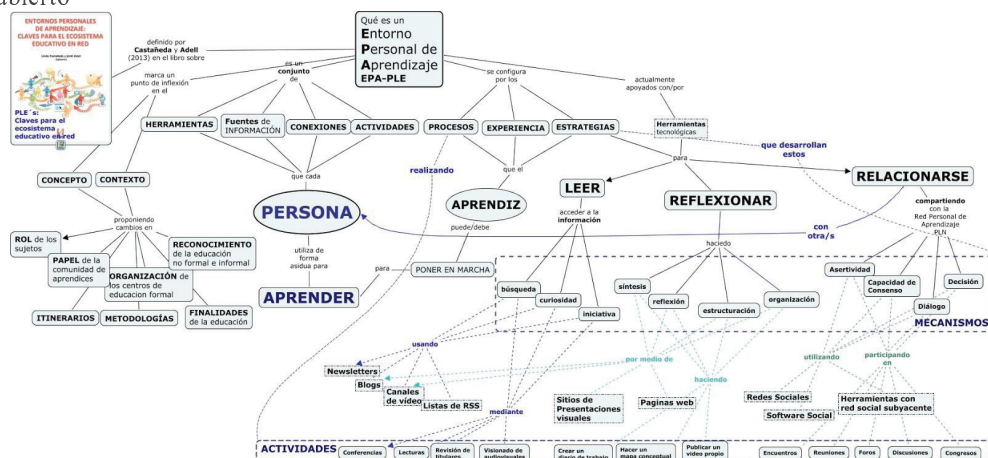 abierto
ENTORNOS PERSONALES
DE APRENDIZAJE:
CLAVES PARA EL ECOSISTEMA
EDUCATIVO EN RED
PLE´s:
Claves para el
ecosistema
educativo en red
definido por
Castañeda y Adell
(2013) en el libro sobre
marca un
punto de inflexión
en el
Qué es un
Entorno
Personal de
Aprendizaje
EPA-PLE
es un
conjunto
de
se configura
por los
actualmente
apoyados con/por
HERRAMIENTAS
Fuentes de
INFORMACIÓN
CONEXIONES
ACTIVIDADES
PROCESOS
EXPERIENCIA
ESTRATEGIAS
Herramientas
tecnológicas
que desarrollan
estos
CONCEPTO
CONTEXTO
que cada
realizando
que el
para
LEER
REFLEXIONAR
RELACIONARSE
PERSONA
APRENDIZ
acceder a la
información
compartiendo
con la
Red Personal de
Aprendizaje
PLN
con
otra/s
proponiendo
cambios en
ROL de los
sujetos
PAPEL de la
comunidad de
aprendices
RECONOCIMIENTO
de la educación
no formal e informal
ORGANIZACIÓN de
los centros de
educacion formal
ITINERARIOS
METODOLOGÍAS
FINALIDADES
de la educación
utiliza de
forma
asidua para
puede/debe
haciedo
APRENDER
para
PONER EN MARCHA
búsqueda
curiosidad
iniciativa
síntesis
reflexión
estructuración
organización
Asertividad
Capacidad de
Consenso
Diálogo
Decisión
MECANISMOS
usando
por medio de
haciendo
utilizando
participando
en
Newsletters
Blogs
Canales
de vídeo
Listas de RSS
mediante
Sitios de
Presentaciones
visuales
Paginas web
Redes Sociales
Software Social
Herramientas con
red social subyacente
ACTIVIDADES
Conferencias
Lecturas
Revisión de
titulares
Visionado de
audiovisuales
Crear un
diario de trabajo
Hacer un
mapa conceptual
Publicar un
video propio
Encuentros
Reuniones
Foros
Discusiones
Congresos